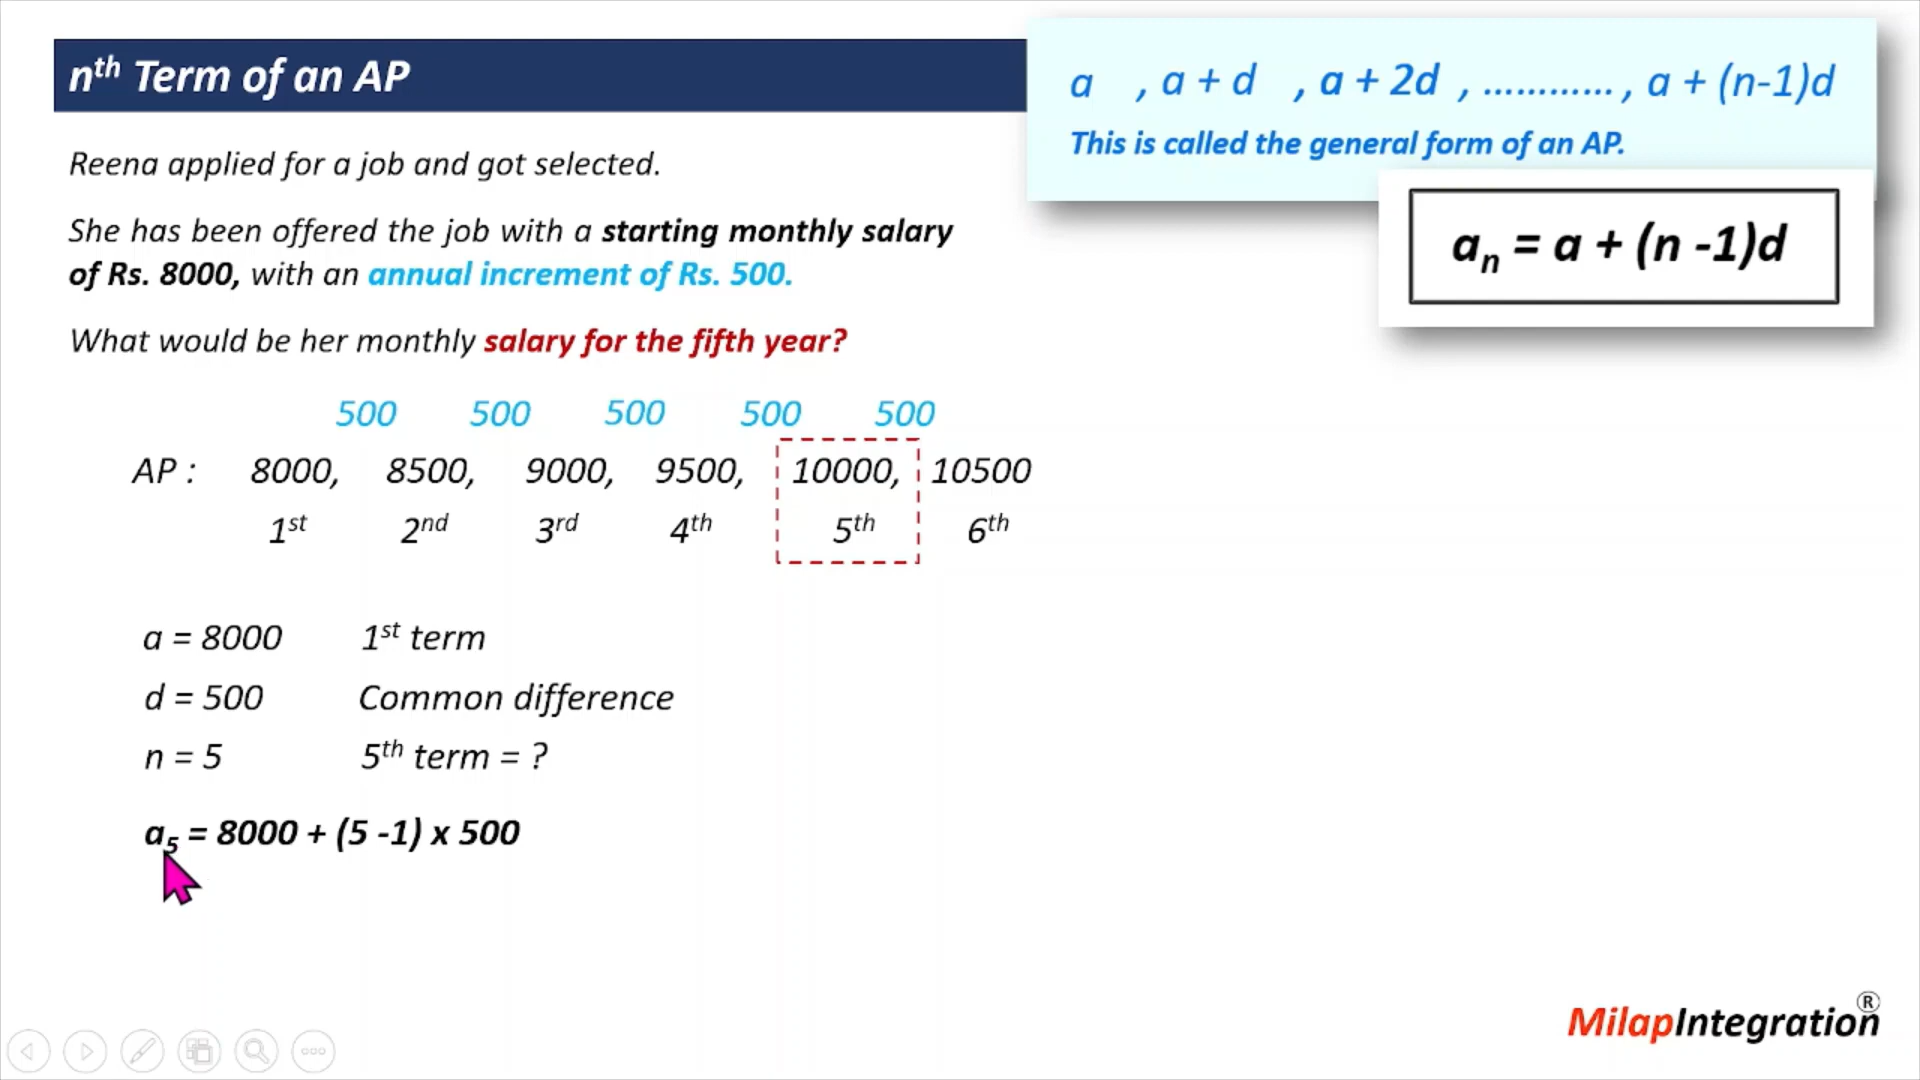 nth Term of an AP
a , a + d , a + 2d , ............. , a + (n-1)d
This is called the general form of an AP.
an = a + (n -1)d
Reena applied for a job and got selected.
She has been offered the job with a starting monthly salary
of Rs. 8000, with an annual increment of Rs. 500.
What would be her monthly salary for the fifth year?
500 500 500 500 500
AP : 8000, 8500, 9000, 9500, 10000, 10500
1st 2nd 3rd 4th 5th 6th
a = 8000 1st term
d = 500 Common difference
n = 5 5th term = ?
a5 = 8000 + (5 -1) x 500
MilapIntegration®